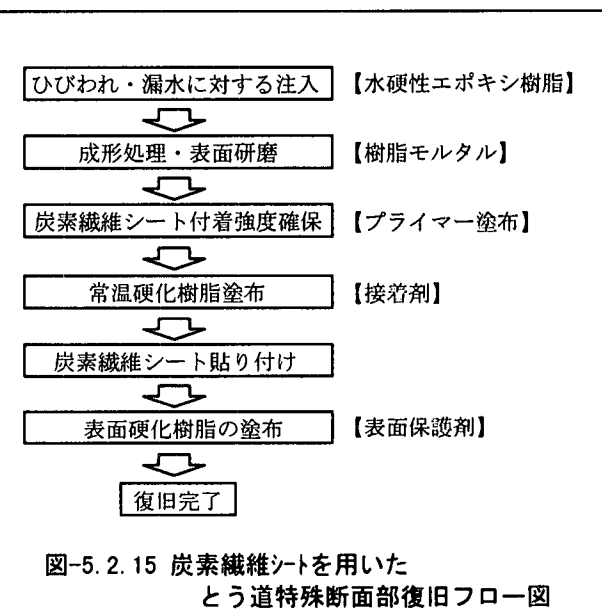 ひびわれ・漏水に対する注入 【水硬性エポキシ樹脂】
成形処理・表面研磨 【樹脂モルタル】
炭素繊維シート付着強度確保 【プライマー塗布】
常温硬化樹脂塗布 【接着剤】
炭素繊維シート貼り付け
表面硬化樹脂の塗布 【表面保護剤】
復旧完了
図-5.2.15 炭素繊維シートを用いた
とう道特殊断面部復旧フロー図